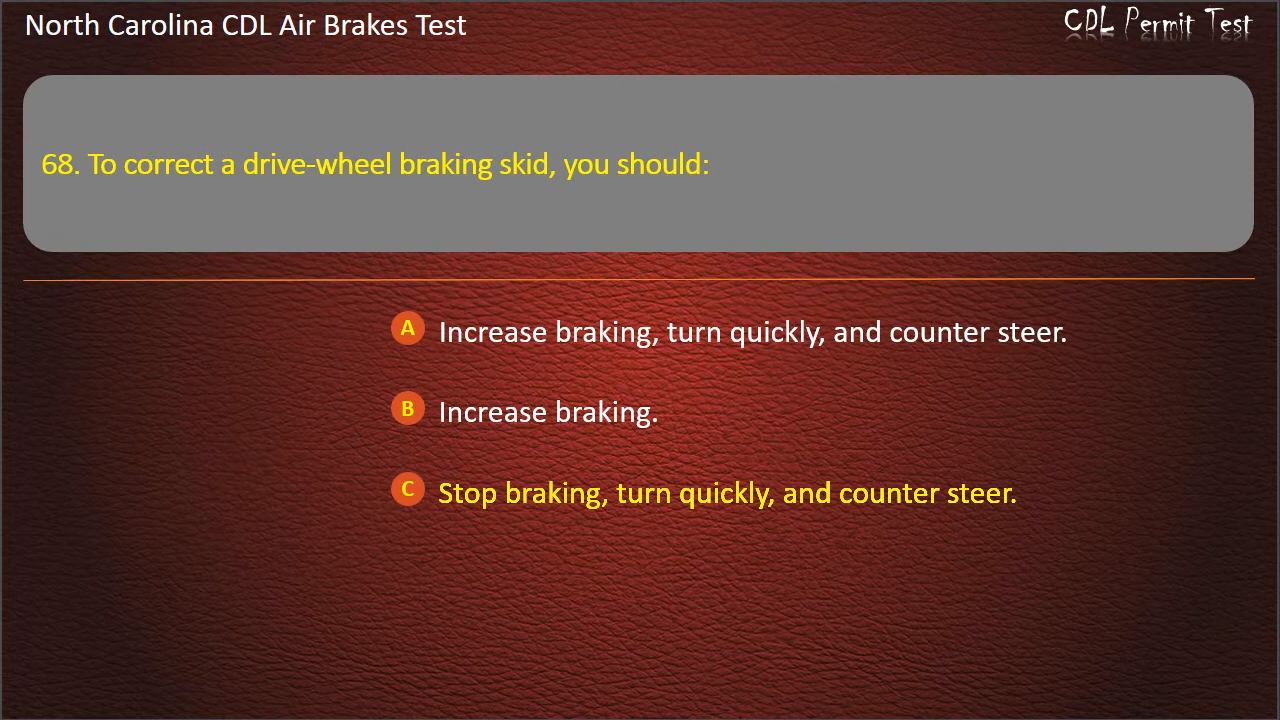 North Carolina CDL Air Brakes Test
CDL Permit Test
68. To correct a drive-wheel braking skid, you should:
A Increase braking, turn quickly, and counter steer.
B Increase braking.
C Stop braking, turn quickly, and counter steer.